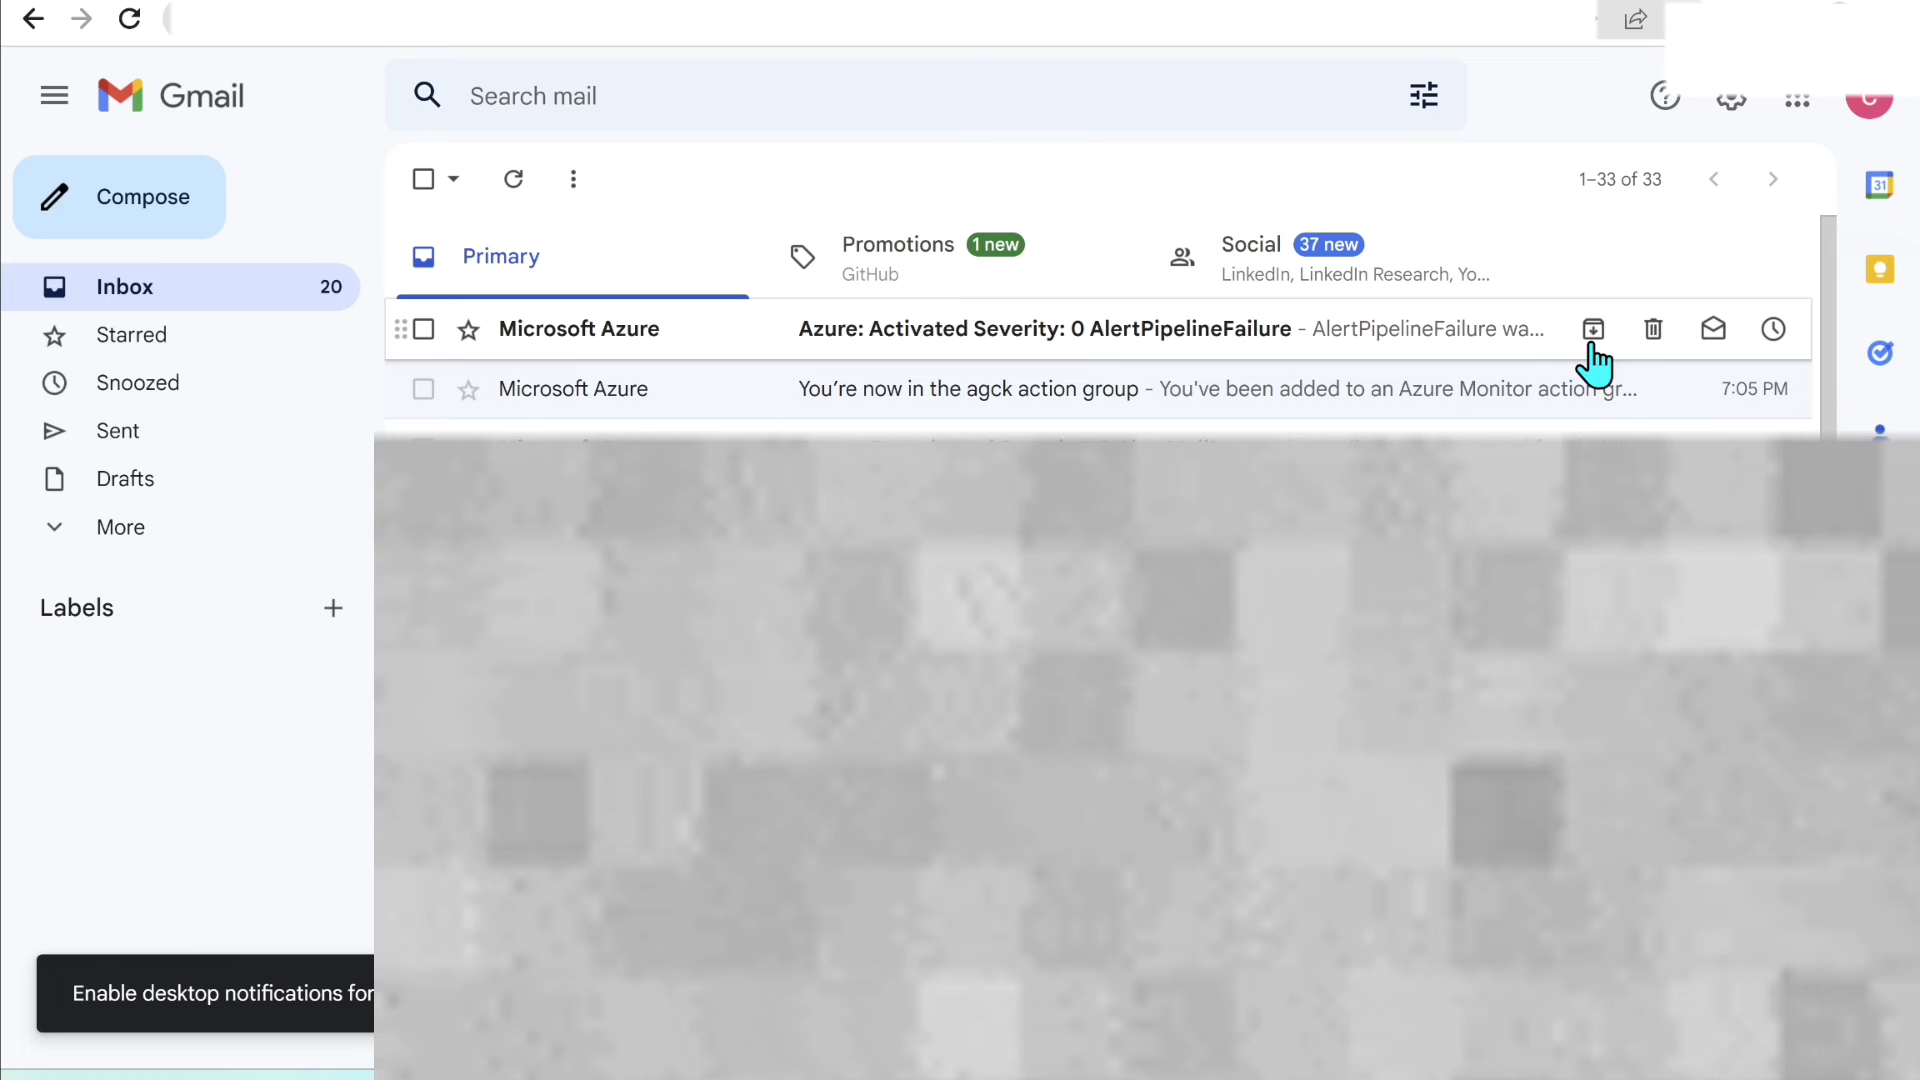 Gmail
Search mail
Compose
1–33 of 33
Inbox 20
Starred
Snoozed
Sent
Drafts
More
Labels
Primary
Promotions 1 new
GitHub
Social 37 new
LinkedIn, LinkedIn Research, Yo...
Microsoft Azure Azure: Activated Severity: 0 AlertPipelineFailure - AlertPipelineFailure wa...
Microsoft Azure You’re now in the agck action group - You've been added to an Azure Monitor action gr... 7:05 PM
31
Enable desktop notifications for